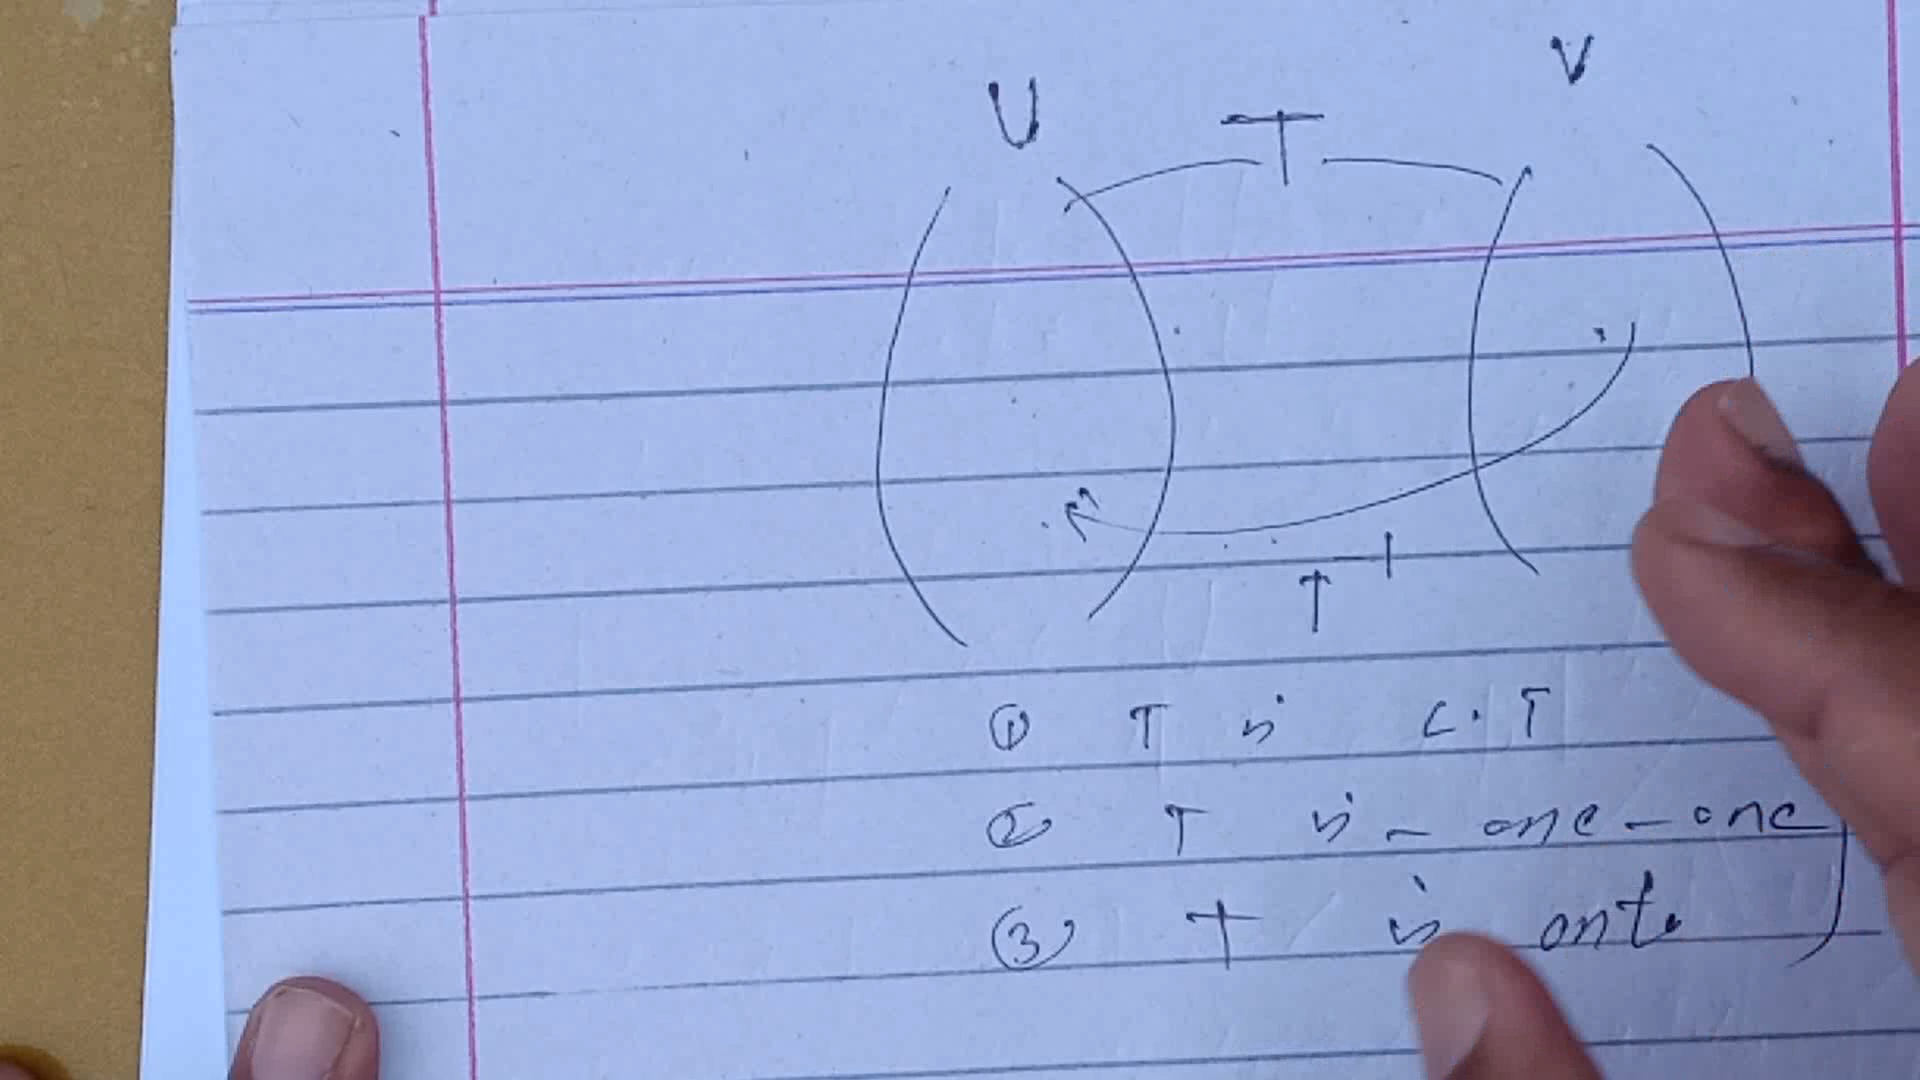 U V
T
T⁻¹
① T is L.T
② T is - one-one
③ T is onto